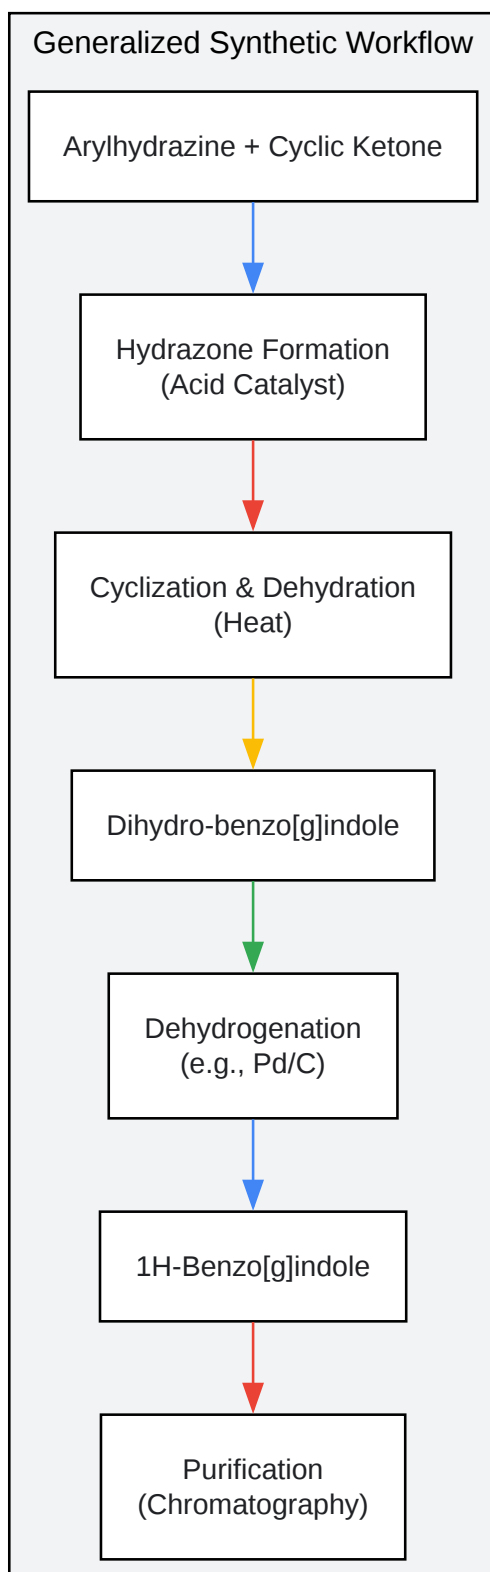 Generalized Synthetic Workflow
Arylhydrazine + Cyclic Ketone
Hydrazone Formation
(Acid Catalyst)
Cyclization & Dehydration
(Heat)
Dihydro-benzo[g]indole
Dehydrogenation
(e.g., Pd/C)
1H-Benzo[g]indole
Purification
(Chromatography)